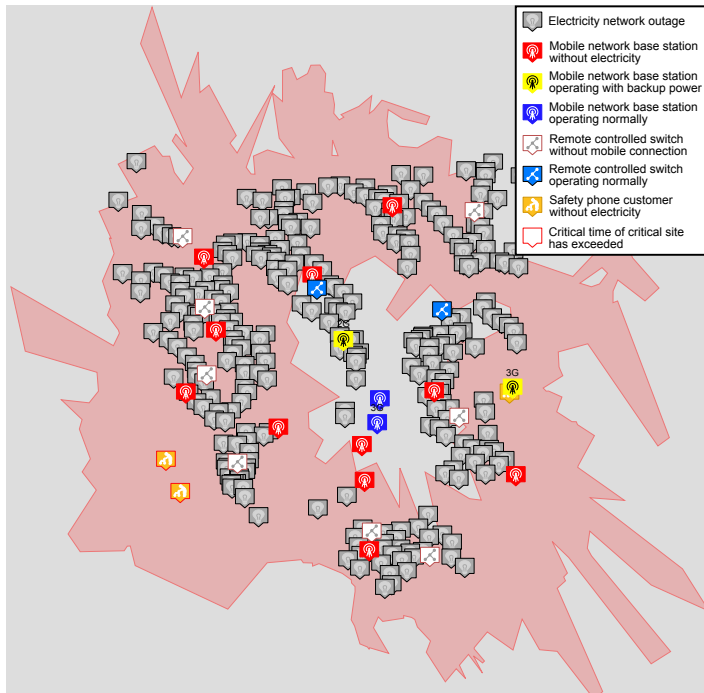 Electricity network outage
Mobile network base station
without electricity
Mobile network base station
operating with backup power
Mobile network base station
operating normally
Remote controlled switch
without mobile connection
Remote controlled switch
operating normally
Safety phone customer
without electricity
Critical time of critical site
has exceeded
3G
3G